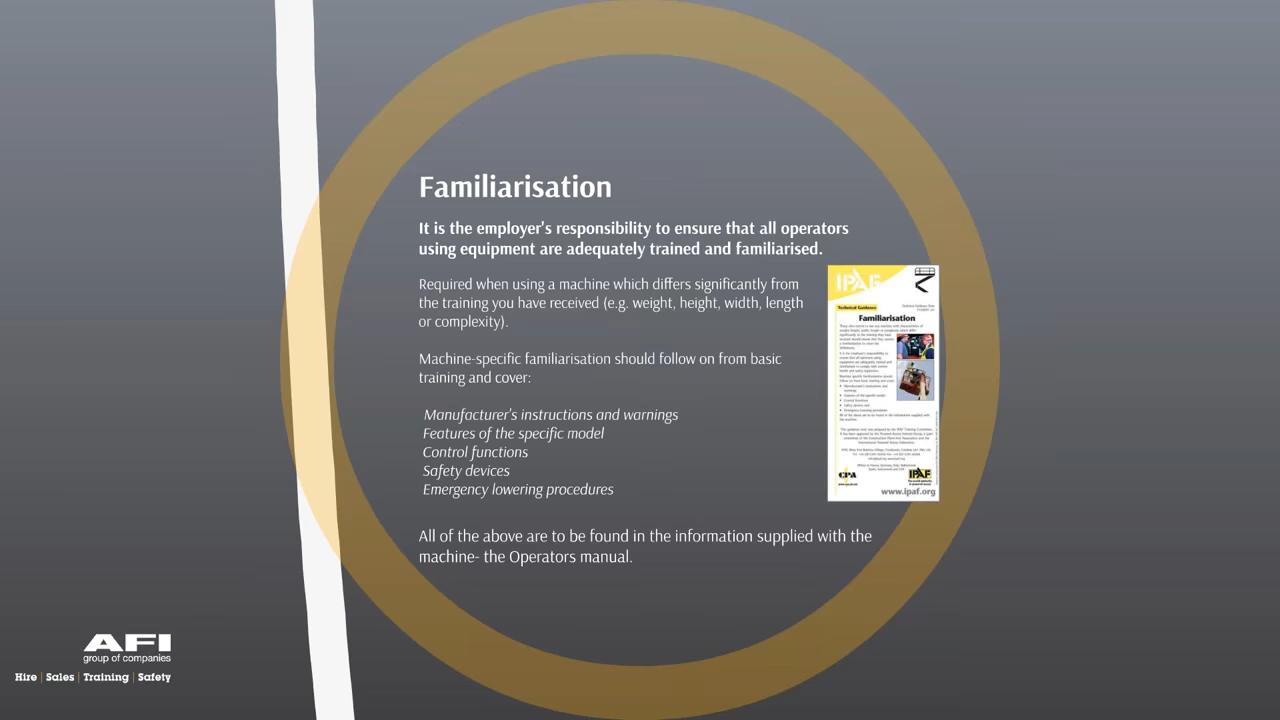 Familiarisation
It is the employer's responsibility to ensure that all operators
using equipment are adequately trained and familiarised.
Required when using a machine which differs significantly from
the training you have received (e.g. weight, height, width, length
or complexity).
Machine-specific familiarisation should follow on from basic
training and cover:
Manufacturer's instructions and warnings
Features of the specific model
Control functions
Safety devices
Emergency lowering procedures
All of the above are to be found in the information supplied with the
machine- the Operators manual.
IPAF
Technical Guidance
Familiarisation
CPA
IPAF
www.ipaf.org
AFI
group of companies
Hire | Sales | Training | Safety